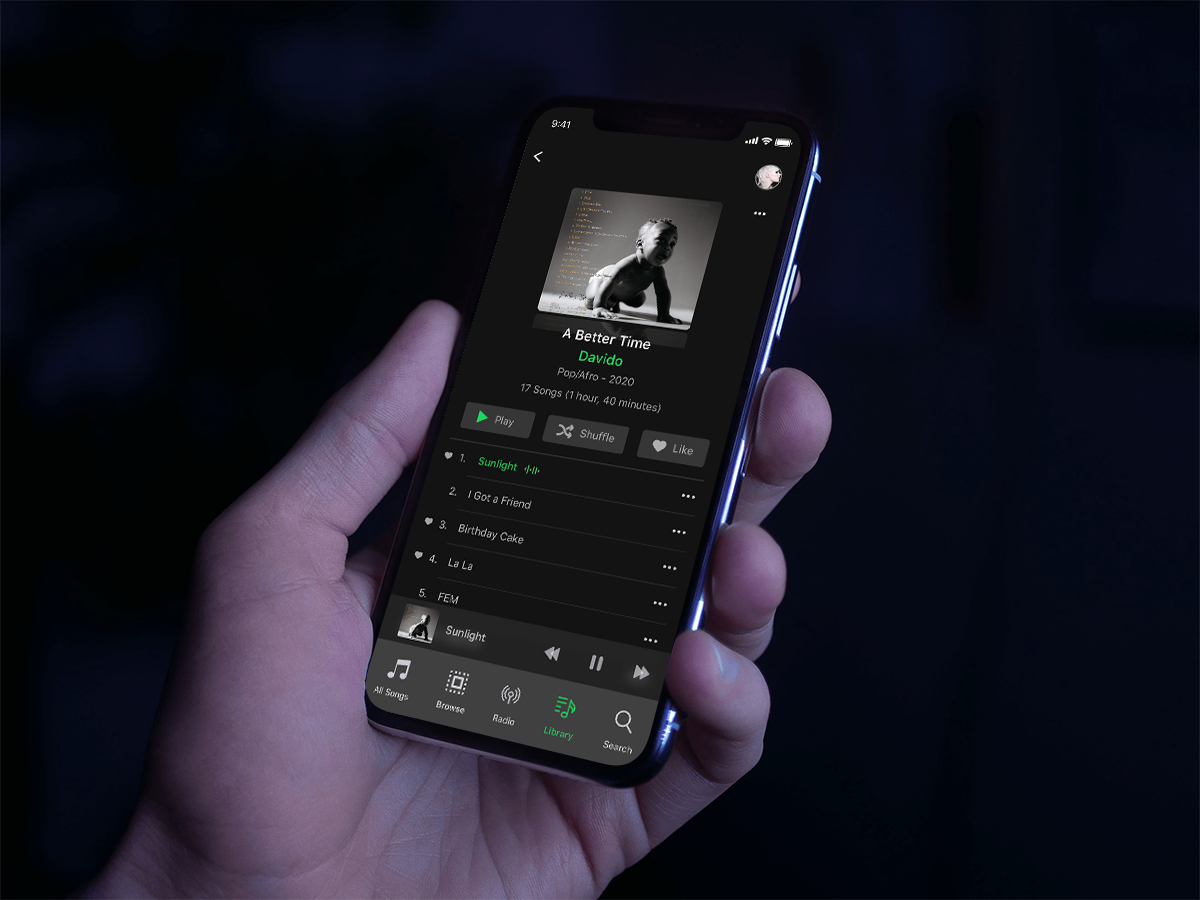 9:41
A Better Time
Davido
Pop/Afro - 2020
17 Songs (1 hour, 40 minutes)
Play
Shuffle
Like
1. Sunlight
2. I Got a Friend
3. Birthday Cake
4. La La
5. FEM
Sunlight
All Songs
Browse
Radio
Library
Search